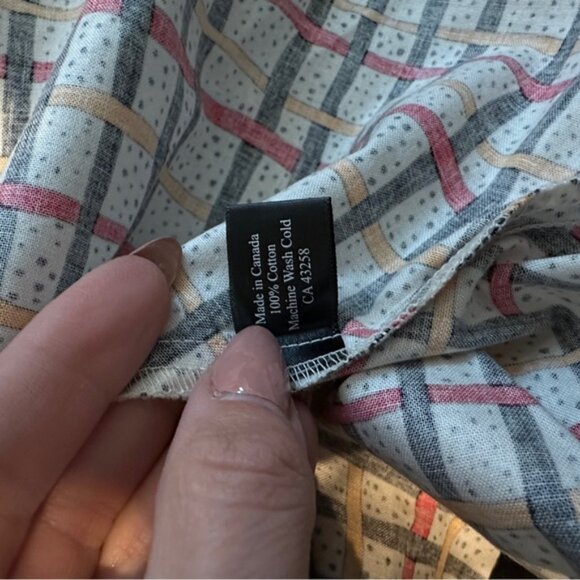 Made in Canada
100% Cotton
Machine Wash Cold
CA 43258